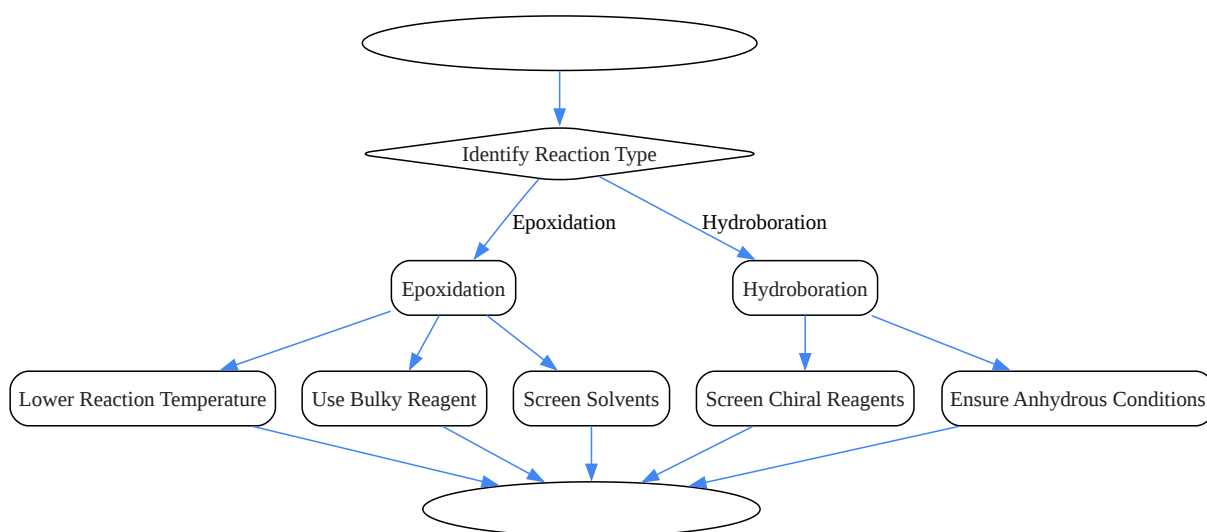 Identify Reaction Type
Epoxidation
Hydroboration
Epoxidation
Hydroboration
Lower Reaction Temperature
Use Bulky Reagent
Screen Solvents
Screen Chiral Reagents
Ensure Anhydrous Conditions